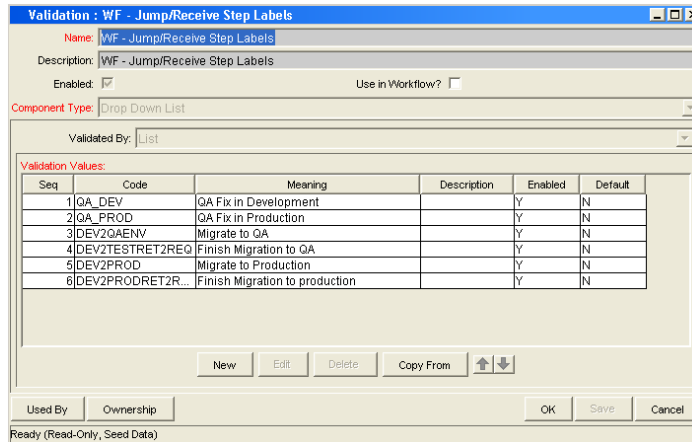 Validation : WF - Jump/Receive Step Labels
Name: WF - Jump/Receive Step Labels
Description: WF - Jump/Receive Step Labels
Enabled: Use in Workflow?
Component Type: Drop Down List
Validated By: List
Validation Values:
Seq Code Meaning Description Enabled Default
1 QA_DEV QA Fix in Development Y N
2 QA_PROD QA Fix in Production Y N
3 DEV2QAENV Migrate to QA Y N
4 DEV2TESTRET2REQ Finish Migration to QA Y N
5 DEV2PROD Migrate to Production Y N
6 DEV2PRODRET2R... Finish Migration to production Y N
New Edit Delete Copy From
Used By Ownership OK Save Cancel
Ready (Read-Only, Seed Data)